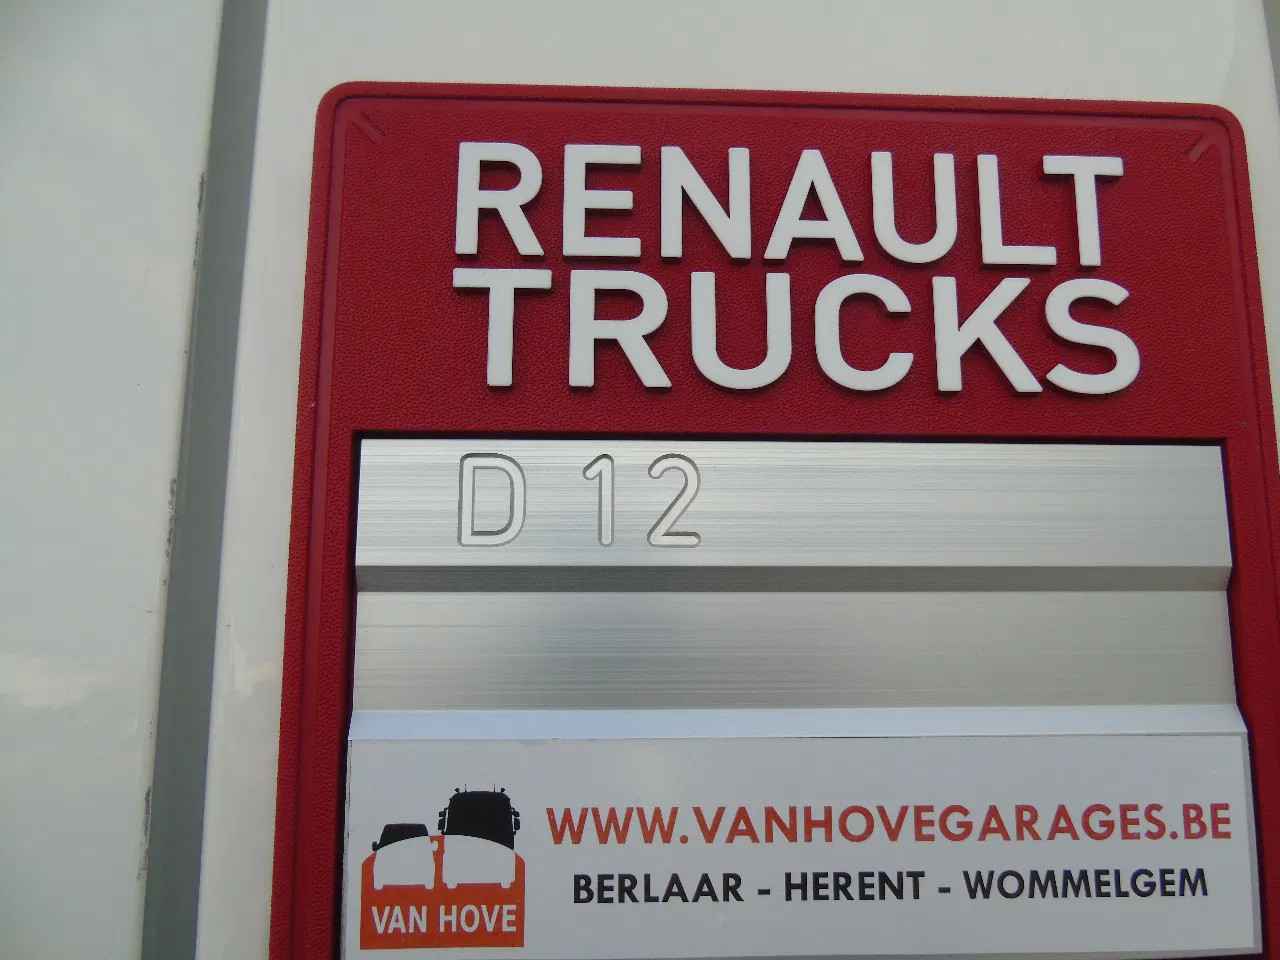 RENAULT
TRUCKS
D 12
WWW.VANHOVEGARAGES.BE
BERLAAR - HERENT - WOMMELGEM
VAN HOVE